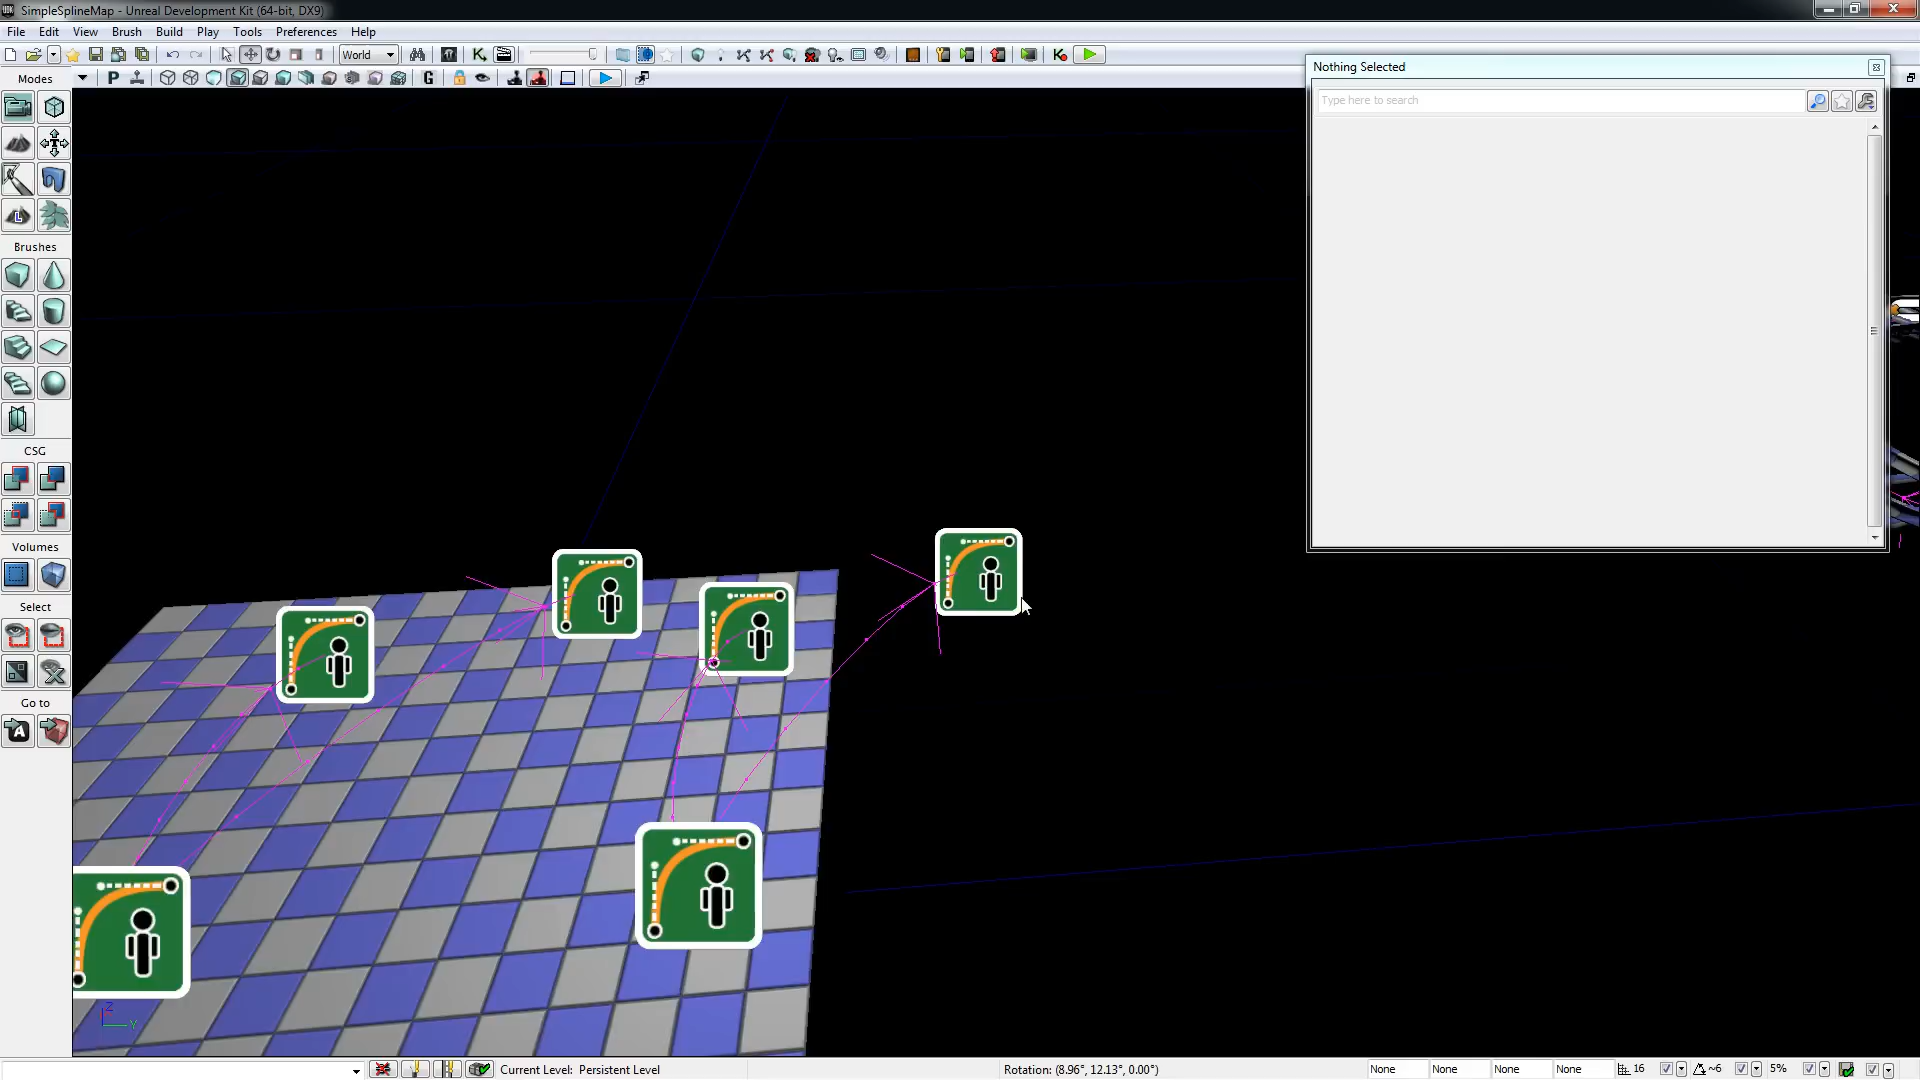 SimpleSplineMap - Unreal Development Kit (64-bit, DX9)
File Edit View Brush Build Play Tools Preferences Help
World
Modes
P
G
Nothing Selected
Type here to search
L
Brushes
CSG
Volumes
Select
Go to
A
Z
Y
Current Level: Persistent Level
Rotation: (8.96°, 12.13°, 0.00°)
None None None None 16 ~6 5%